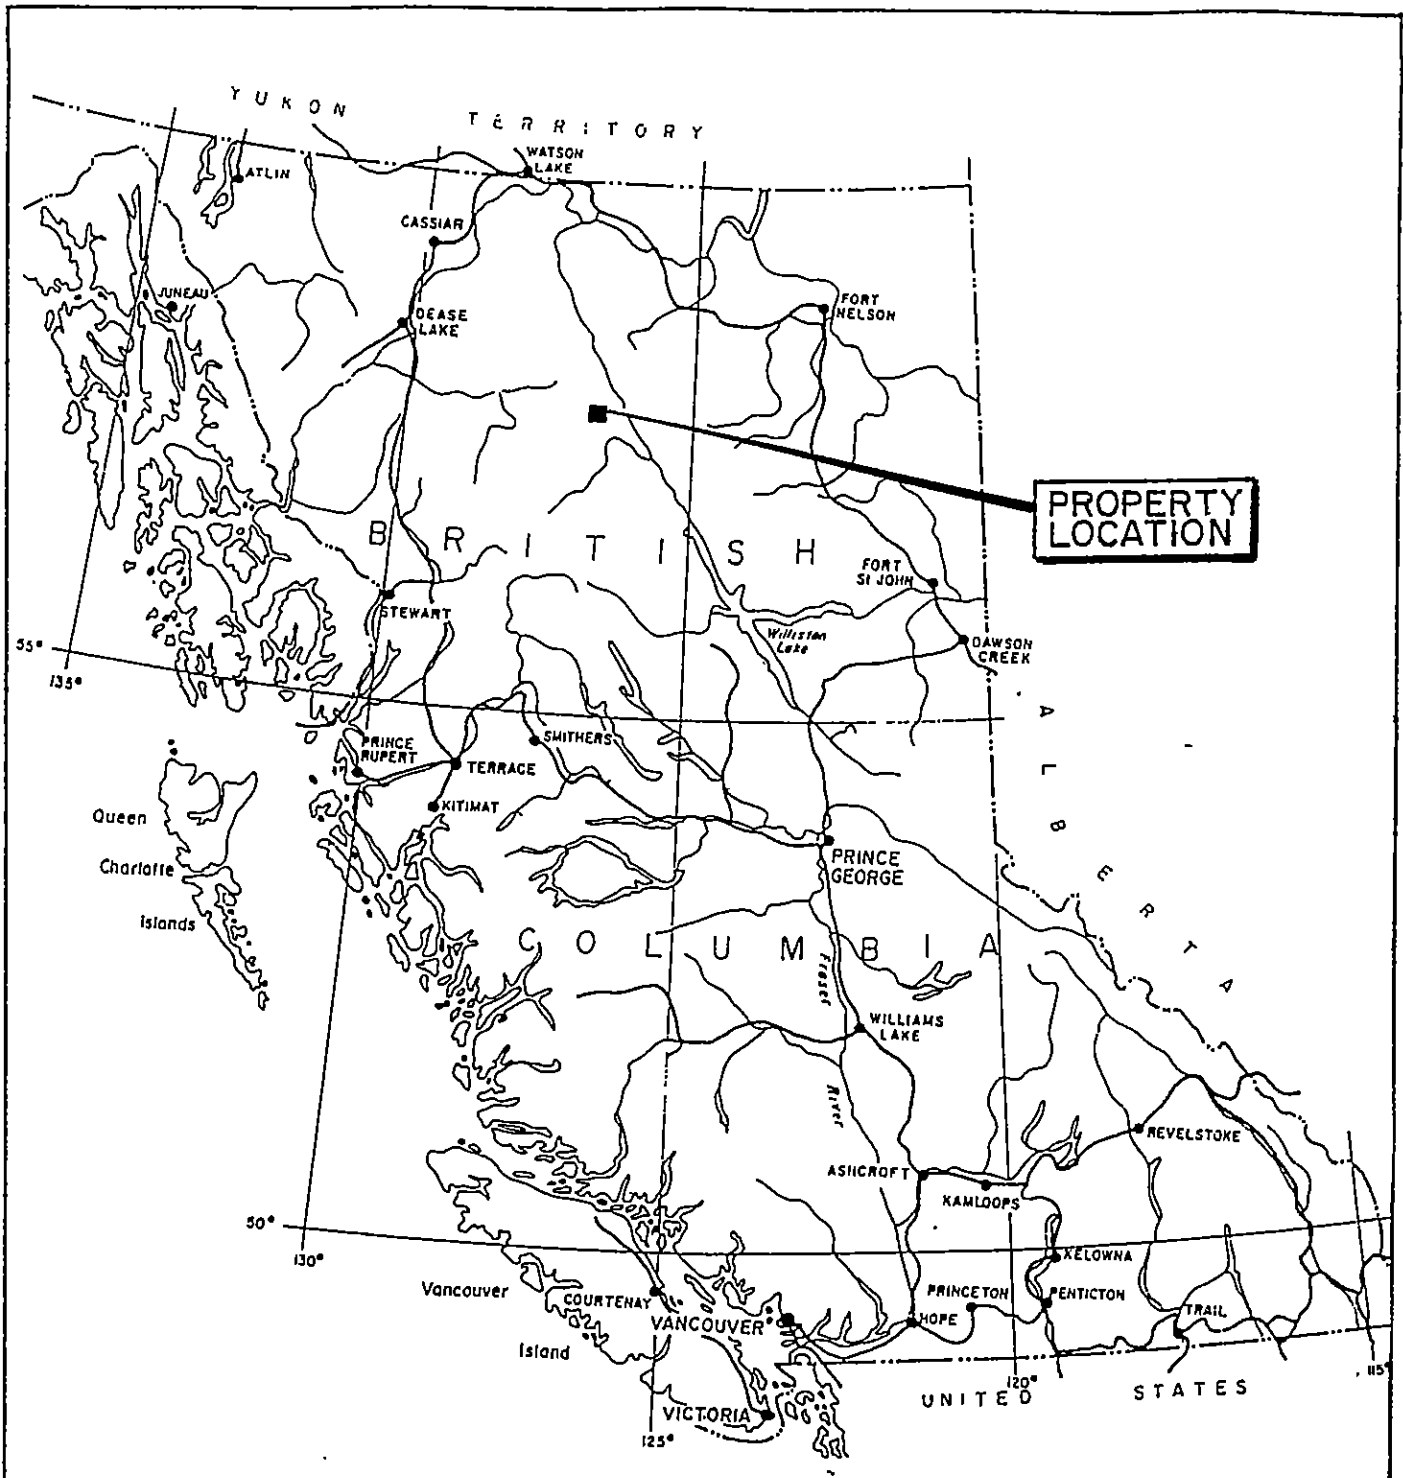 YUKON TERRITORY
WATSON
LAKE
ATLIN
CASSIAR
JUNEAU
DEASE
LAKE
FORT
NELSON
PROPERTY
LOCATION
BRITISH
FORT
ST JOHN
STEWART
Williston
Lake
DAWSON
CREEK
55°
135°
ALBERTA
PRINCE
RUPERT
SMITHERS
TERRACE
KITIMAT
Queen
Charlotte
Islands
PRINCE
GEORGE
COLUMBIA
Fraser
River
WILLIAMS
LAKE
REVELSTOKE
ASHCROFT
KAMLOOPS
50°
130°
KELOWNA
Vancouver
Island
COURTENAY
VANCOUVER
PRINCETON
PENTICTON
HOPE
TRAIL
120°
115°
UNITED STATES
VICTORIA
125°